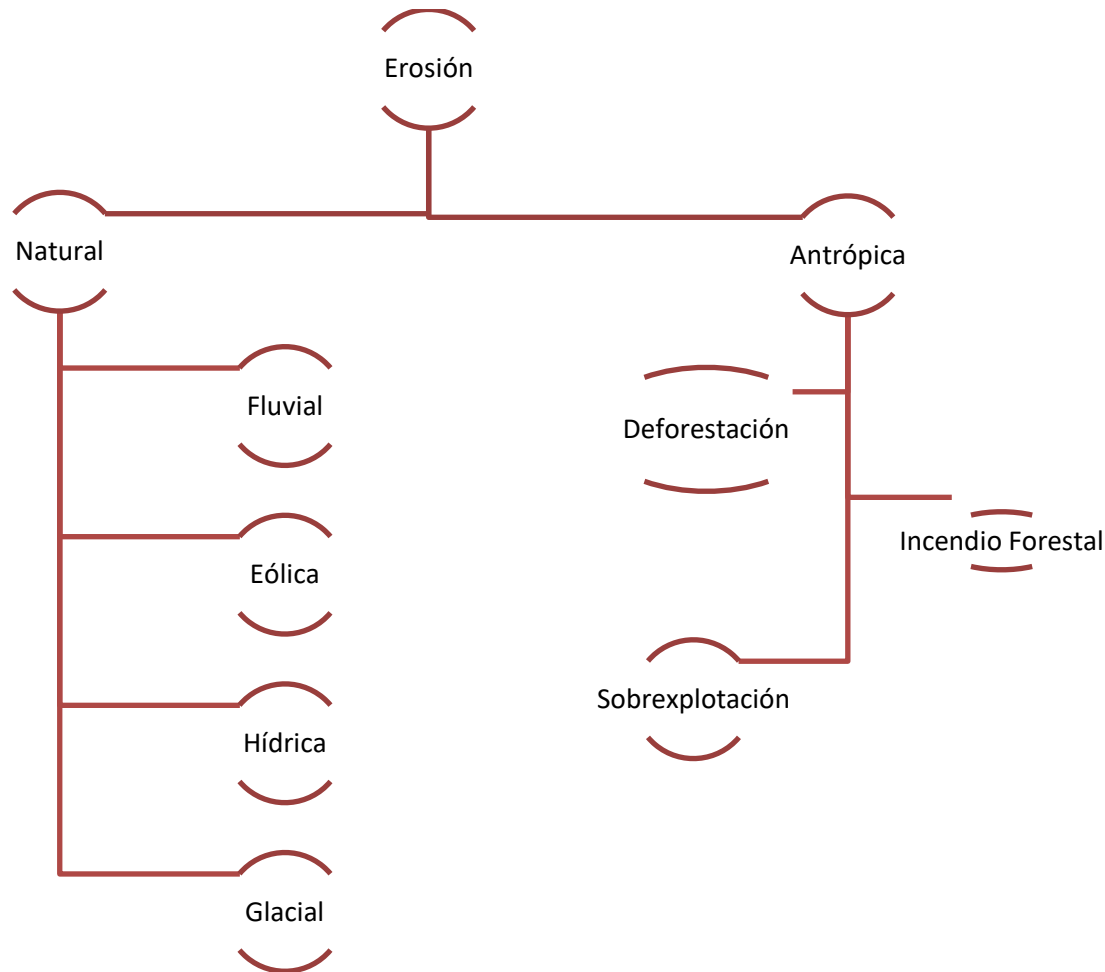 Erosión
Natural
Antrópica
Fluvial
Deforestación
Eólica
Incendio Forestal
Sobrexplotación
Hídrica
Glacial